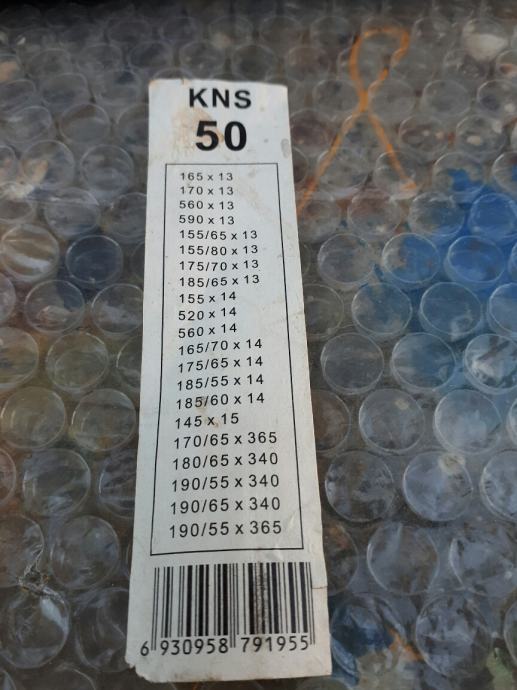 KNS
50
165 x 13
170 x 13
560 x 13
590 x 13
155/65 x 13
155/80 x 13
175/70 x 13
185/65 x 13
155 x 14
520 x 14
560 x 14
165/70 x 14
175/65 x 14
185/55 x 14
185/60 x 14
145 x 15
170/65 x 365
180/65 x 340
190/55 x 340
190/65 x 340
190/55 x 365
6 930958 791955